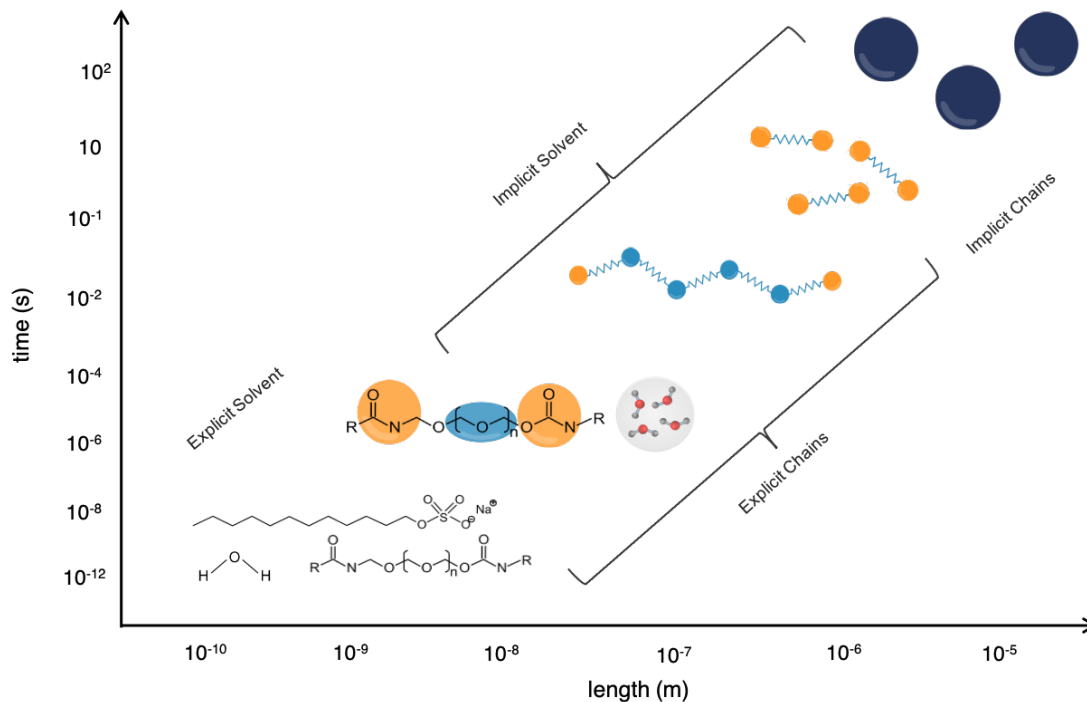 10²
10
10⁻¹
10⁻²
10⁻⁴
10⁻⁶
10⁻⁸
10⁻¹²
time (s)
Implicit Solvent
Explicit Solvent
Implicit Chains
Explicit Chains
O O
R N O O n O N R
O O
O S O⊖ Na⊕
O
H H
O O
R N O O n O N R
10⁻¹⁰ 10⁻⁹ 10⁻⁸ 10⁻⁷ 10⁻⁶ 10⁻⁵
length (m)